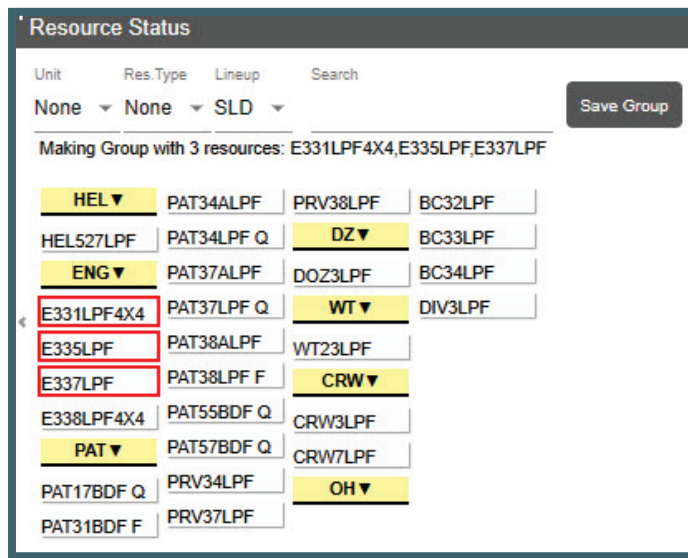 Resource Status
Unit Res.Type Lineup Search
None None SLD
Save Group
Making Group with 3 resources: E331LPF4X4,E335LPF,E337LPF
HEL▼
HEL527LPF
ENG▼
E331LPF4X4
E335LPF
E337LPF
E338LPF4X4
PAT▼
PAT17BDF Q
PAT31BDF F
PAT34ALPF
PAT34LPF Q
PAT37ALPF
PAT37LPF Q
PAT38ALPF
PAT38LPF F
PAT55BDF Q
PAT57BDF Q
PRV34LPF
PRV37LPF
PRV38LPF
DZ▼
DOZ3LPF
WT▼
WT23LPF
CRW▼
CRW3LPF
CRW7LPF
OH▼
BC32LPF
BC33LPF
BC34LPF
DIV3LPF